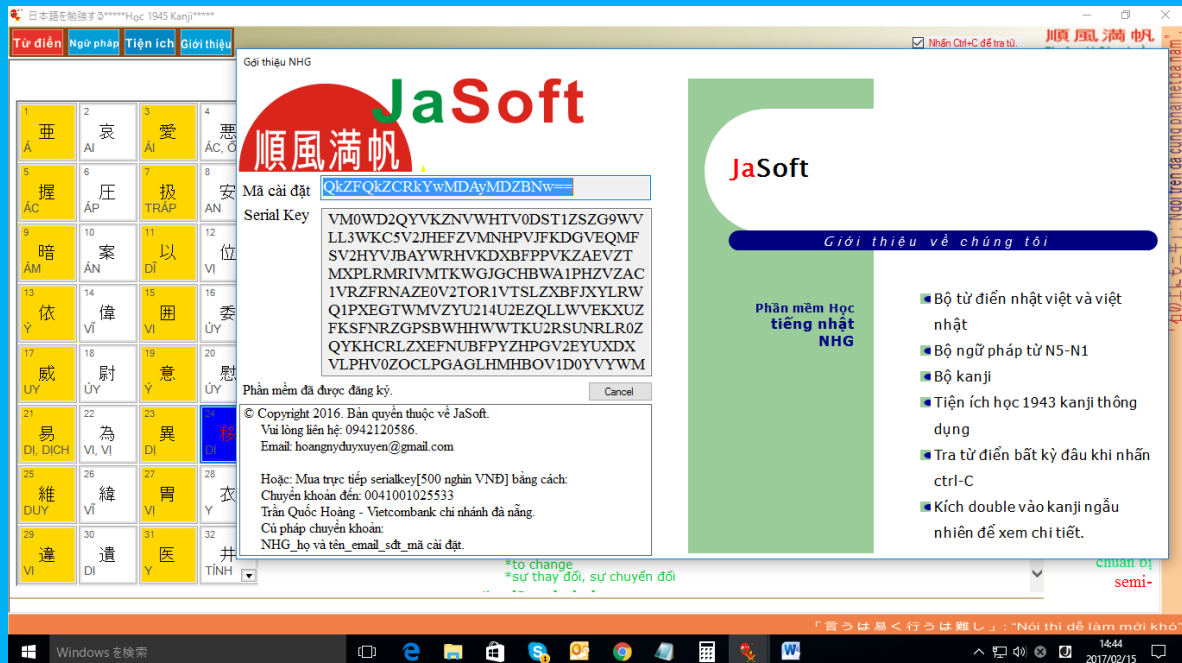 日本語を勉強する*****Học 1945 Kanji*****
Từ điển
Ngữ pháp
Tiện ích
Giới thiệu
Nhấn Ctrl+C để tra từ.
順風満帆
1
亜
Á
2
哀
AI
3
愛
ÁI
4
悪
5
握
ÁC
6
圧
ÁP
7
扱
TRÁP
8
安
AN
9
暗
ÁM
10
案
ÁN
11
以
DĨ
12
位
VỊ
13
依
Ỷ
14
偉
VĨ
15
囲
VI
16
委
ỦY
17
威
UY
18
尉
ÚY
19
意
Ý
20
慰
ỦY
21
易
DỊ, DỊCH
22
為
VI, VỊ
23
異
DỊ
24
移
DI
25
維
DUY
26
緯
VĨ
27
胃
VỊ
28
衣
Y
29
違
VI
30
遺
DI
31
医
Y
32
井
TỈNH
Gới thiệu NHG
JaSoft
順風満帆
Mã cài đặt
QkZFQkZCRkYwMDAyMDZBNw==
Serial Key
VM0WD2QYVKZNVWHTV0DST1ZSZG9WV
LL3WKC5V2JHEFZVMNHPVJFKDGVEQMF
SV2HYVJBAYWRHVKDXBFPPVKZAEVZT
MXPLRMRIVMTKWGJGCHBWA1PHZVZAC
1VRZFRNAZE0V2TOR1VTSLZXBFJXYLRW
Q1PXEGTWMVZYU214U2EZQLLWVEKXUZ
FKSFNRZGPSBWHHWWTKU2RSUNRLR0Z
QYKHCRLZXEFNUBFPYZHPGV2EYUXDX
VLPHV0ZOCLPGAGLHMHBOV1D0YVYWM
Phần mềm đã được đăng ký.
Cancel
© Copyright 2016. Bản quyền thuộc về JaSoft.
Vui lòng liên hệ: 0942120586.
Email: hoangnyduyxuyen@gmail.com
Hoặc: Mua trực tiếp serialkey[500 nghìn VNĐ] bằng cách:
Chuyển khoản đến: 0041001025533
Trần Quốc Hoàng - Vietcombank chi nhánh đà nẵng.
Cú pháp chuyển khoản:
NHG_họ và tên_email_sđt_mã cài đặt.
JaSoft
Giới thiệu về chúng tôi
Phần mềm Học
tiếng nhật
NHG
Bộ từ điển nhật việt và việt
nhật
Bộ ngữ pháp từ N5-N1
Bộ kanji
Tiện ích học 1943 kanji thông
dụng
Tra từ điển bất kỳ đâu khi nhấn
ctrl-C
Kích double vào kanji ngẫu
nhiên để xem chi tiết.
*to change
*sự thay đổi, sự chuyển đổi
chuẩn bị
semi-
「言うは易く行うは難し」: "Nói thì dễ làm mới khó"
Windows を検索
14:44
2017/02/15